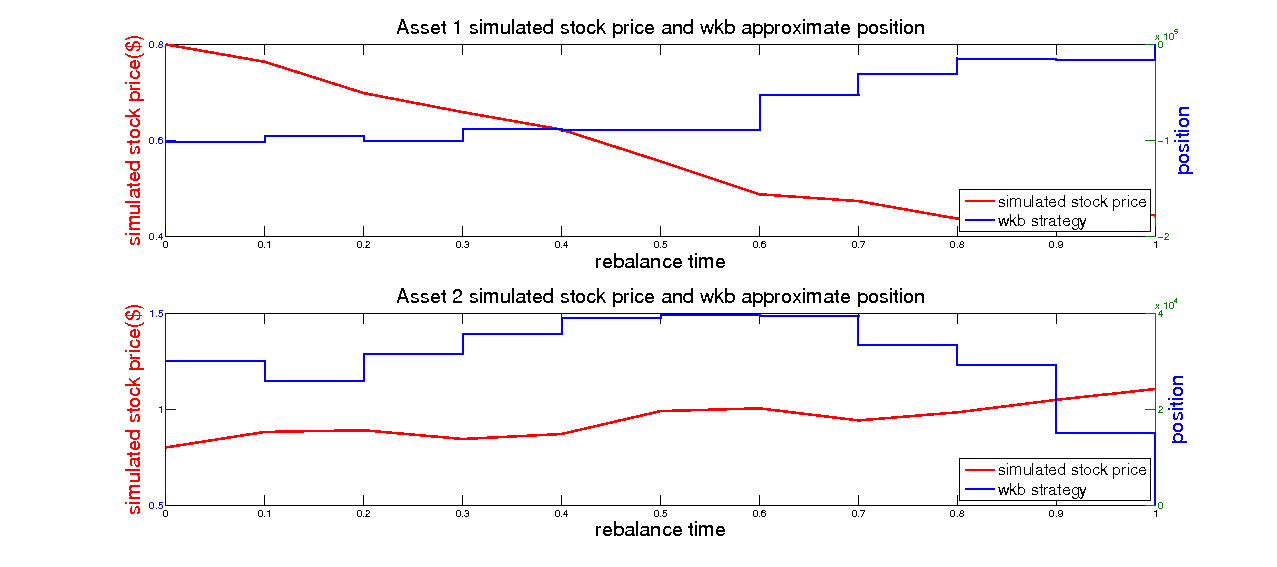 Asset 1 simulated stock price and wkb approximate position
x 10^5
simulated stock price($)
0.8
0.6
0.4
0
-1
-2
position
simulated stock price
wkb strategy
0 0.1 0.2 0.3 0.4 0.5 0.6 0.7 0.8 0.9 1
rebalance time
Asset 2 simulated stock price and wkb approximate position
x 10^4
simulated stock price($)
1.5
1
0.5
4
2
0
position
simulated stock price
wkb strategy
0 0.1 0.2 0.3 0.4 0.5 0.6 0.7 0.8 0.9 1
rebalance time